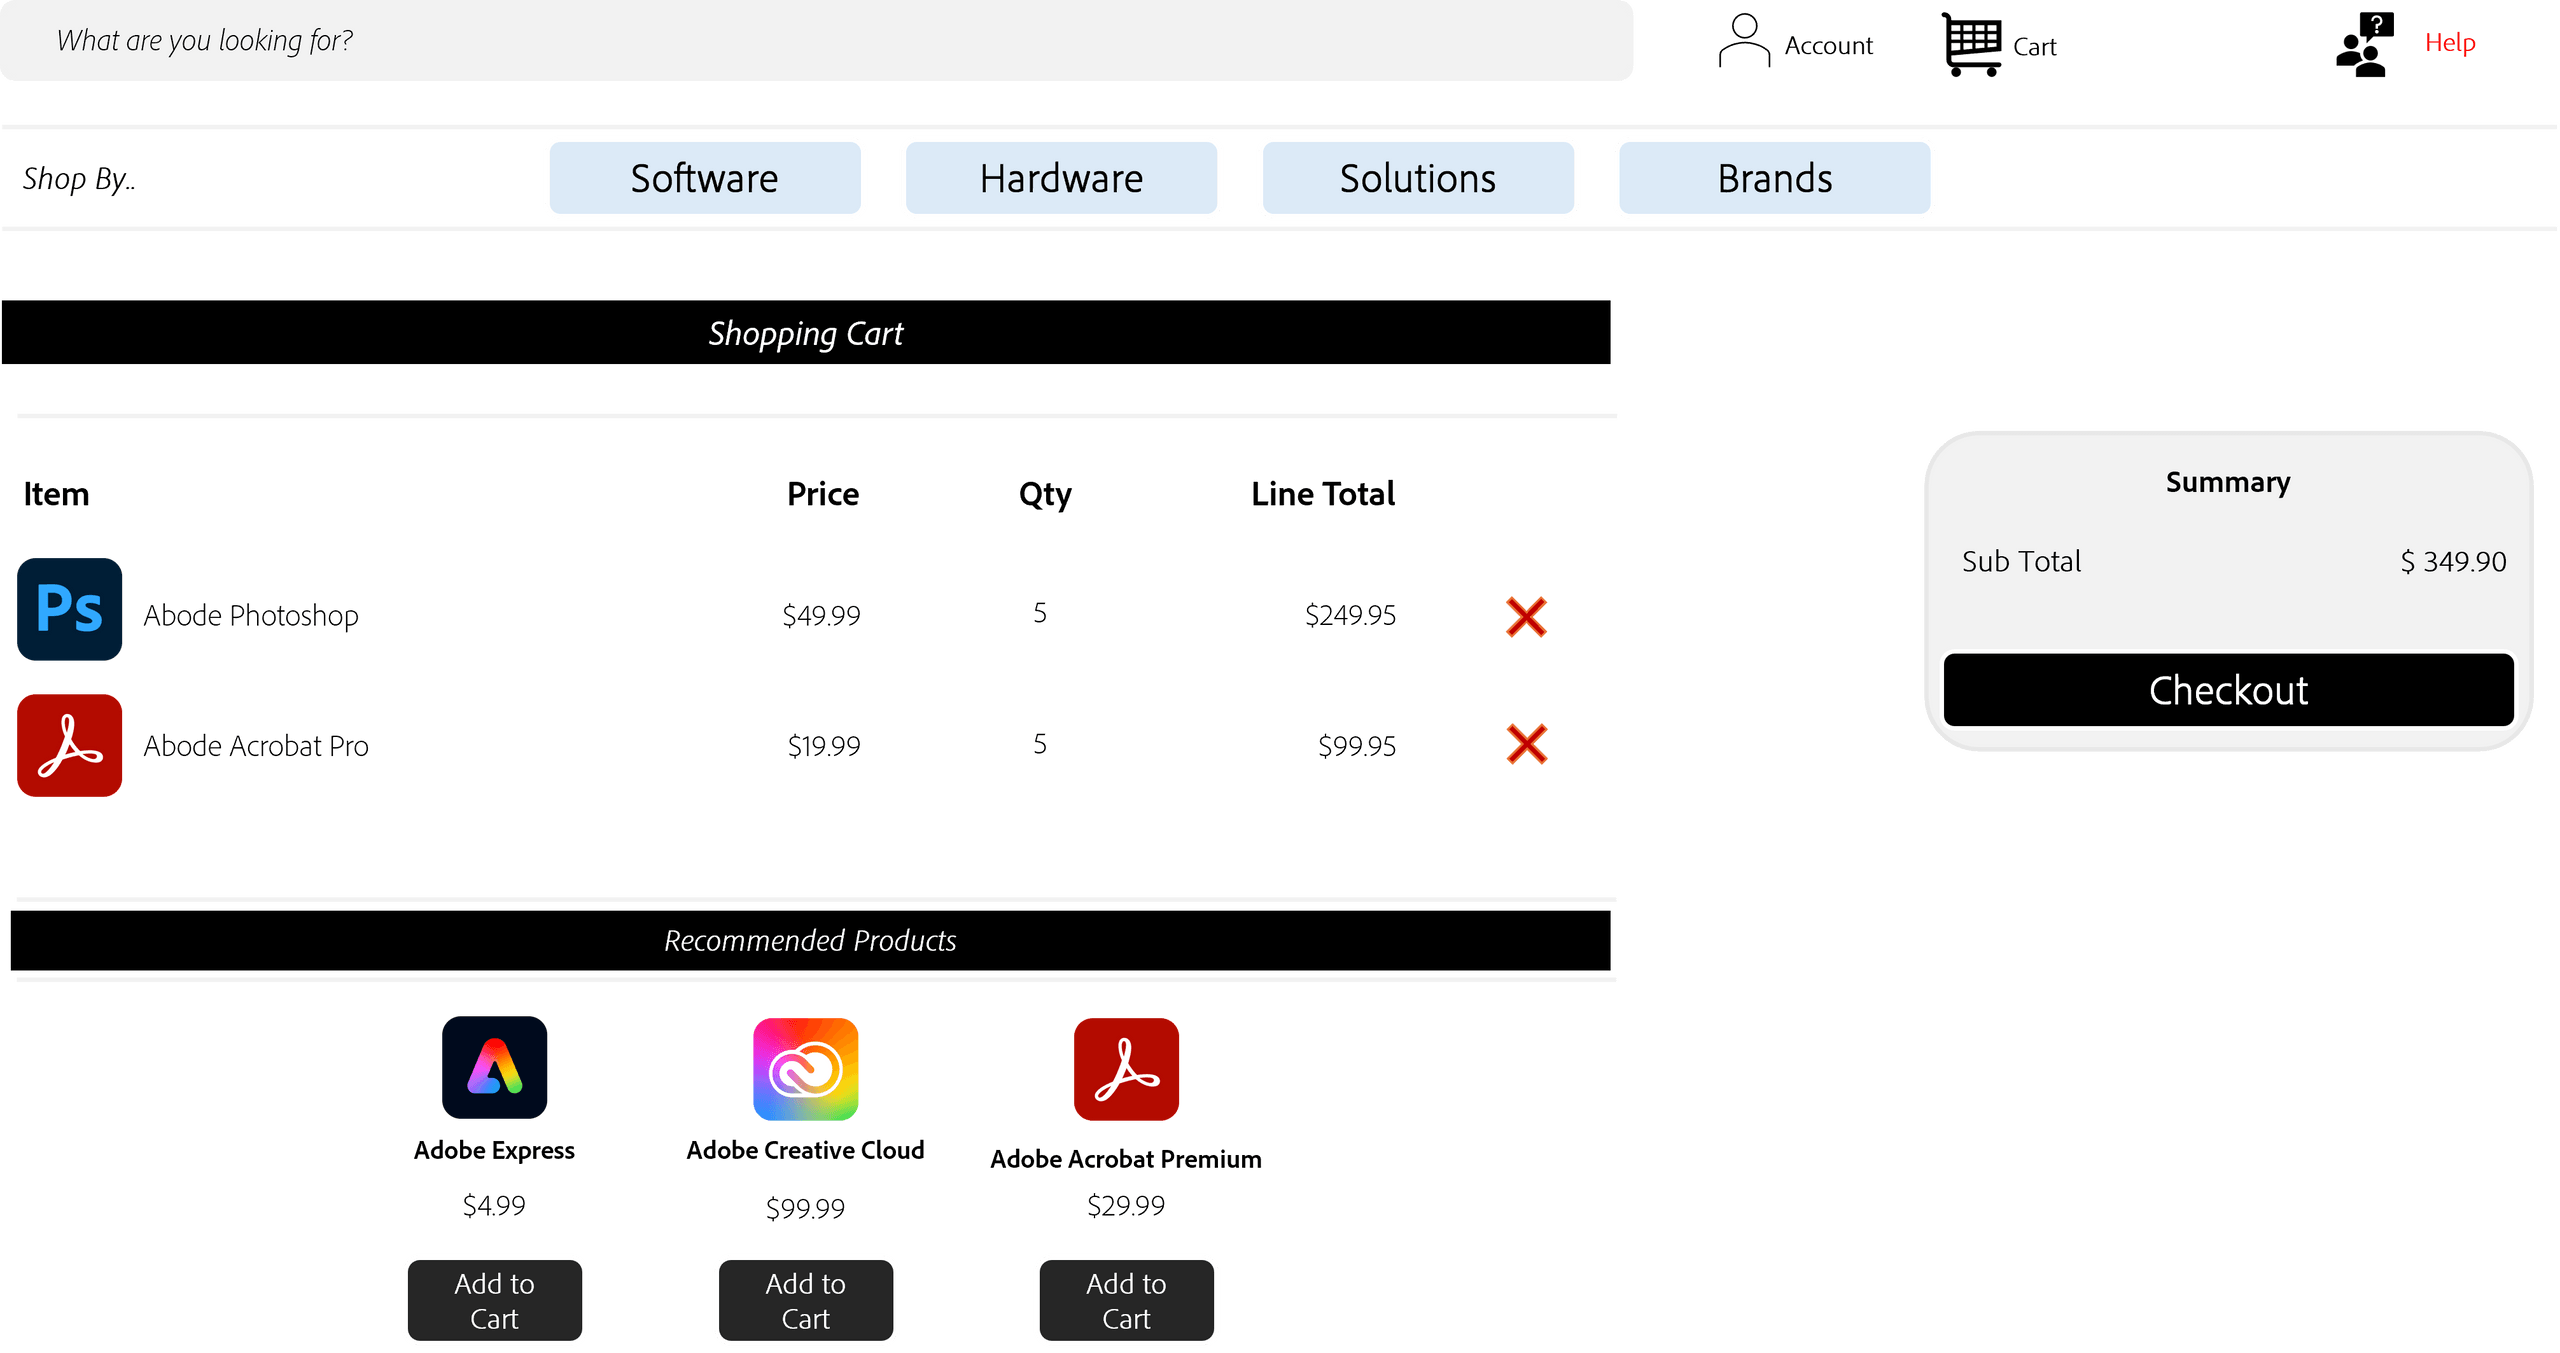 What are you looking for?
Account
Cart
?
Help
Shop By..
Software
Hardware
Solutions
Brands
Shopping Cart
Item Price Qty Line Total
Ps Abode Photoshop $49.99 5 $249.95
Abode Acrobat Pro $19.99 5 $99.95
Summary
Sub Total $ 349.90
Checkout
Recommended Products
Adobe Express
$4.99
Add to
Cart
Adobe Creative Cloud
$99.99
Add to
Cart
Adobe Acrobat Premium
$29.99
Add to
Cart